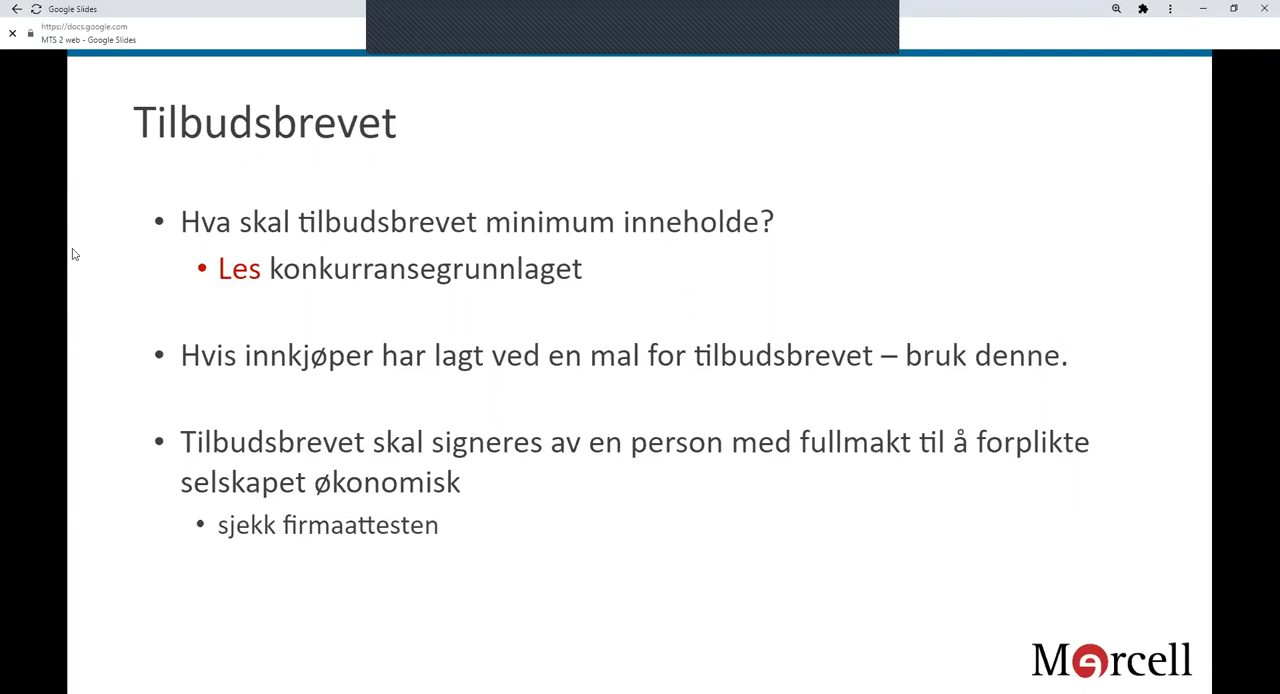 Google Slides
https://docs.google.com
MTS 2 web - Google Slides
Tilbudsbrevet
• Hva skal tilbudsbrevet minimum inneholde?
• Les konkurransegrunnlaget
• Hvis innkjøper har lagt ved en mal for tilbudsbrevet – bruk denne.
• Tilbudsbrevet skal signeres av en person med fullmakt til å forplikte
selskapet økonomisk
• sjekk firmaattesten
Mercell